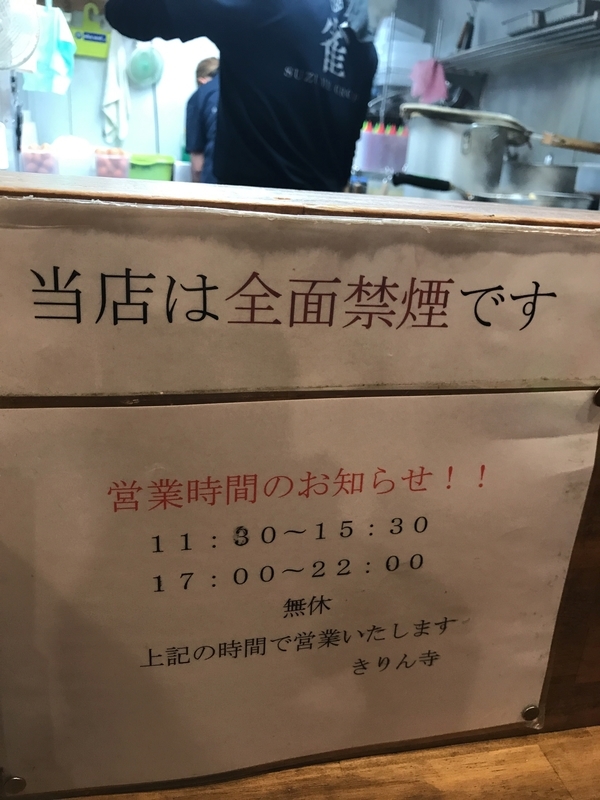 雀
当店は全面禁煙です
営業時間のお知らせ！！
１１：３０～１５：３０
１７：００～２２：００
無休
上記の時間で営業いたします
きりん寺